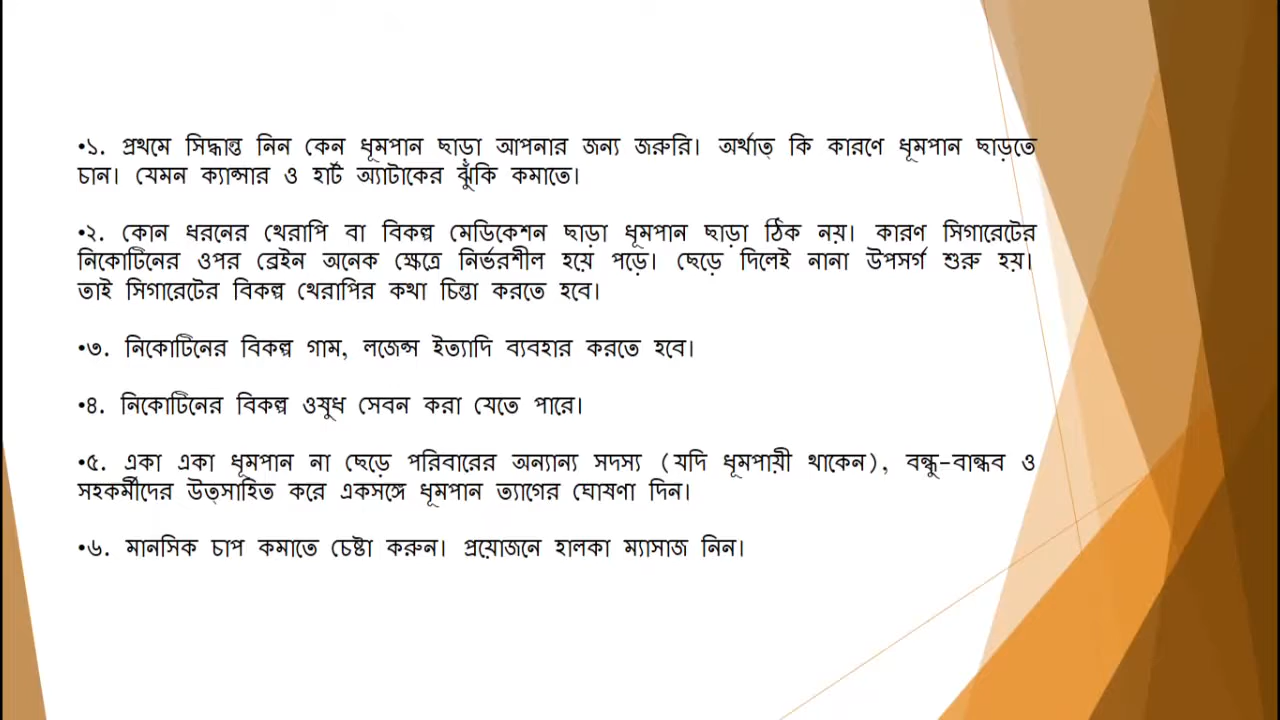 •১. প্রথমে সিদ্ধান্ত নিন কেন ধূমপান ছাড়া আপনার জন্য জরুরি। অর্থাত্‍ কি কারণে ধূমপান ছাড়তে
চান। যেমন ক্যান্সার ও হার্ট অ্যাটাকের ঝুঁকি কমাতে।
•২. কোন ধরনের থেরাপি বা বিকল্প মেডিকেশন ছাড়া ধূমপান ছাড়া ঠিক নয়। কারণ সিগারেটের
নিকোটিনের ওপর ব্রেইন অনেক ক্ষেত্রে নির্ভরশীল হয়ে পড়ে। ছেড়ে দিলেই নানা উপসর্গ শুরু হয়।
তাই সিগারেটের বিকল্প থেরাপির কথা চিন্তা করতে হবে।
•৩. নিকোটিনের বিকল্প গাম, লজেন্স ইত্যাদি ব্যবহার করতে হবে।
•৪. নিকোটিনের বিকল্প ওষুধ সেবন করা যেতে পারে।
•৫. একা একা ধূমপান না ছেড়ে পরিবারের অন্যান্য সদস্য (যদি ধূমপায়ী থাকেন), বন্ধু-বান্ধব ও
সহকর্মীদের উত্‍সাহিত করে একসঙ্গে ধূমপান ত্যাগের ঘোষণা দিন।
•৬. মানসিক চাপ কমাতে চেষ্টা করুন। প্রয়োজনে হালকা ম্যাসাজ নিন।